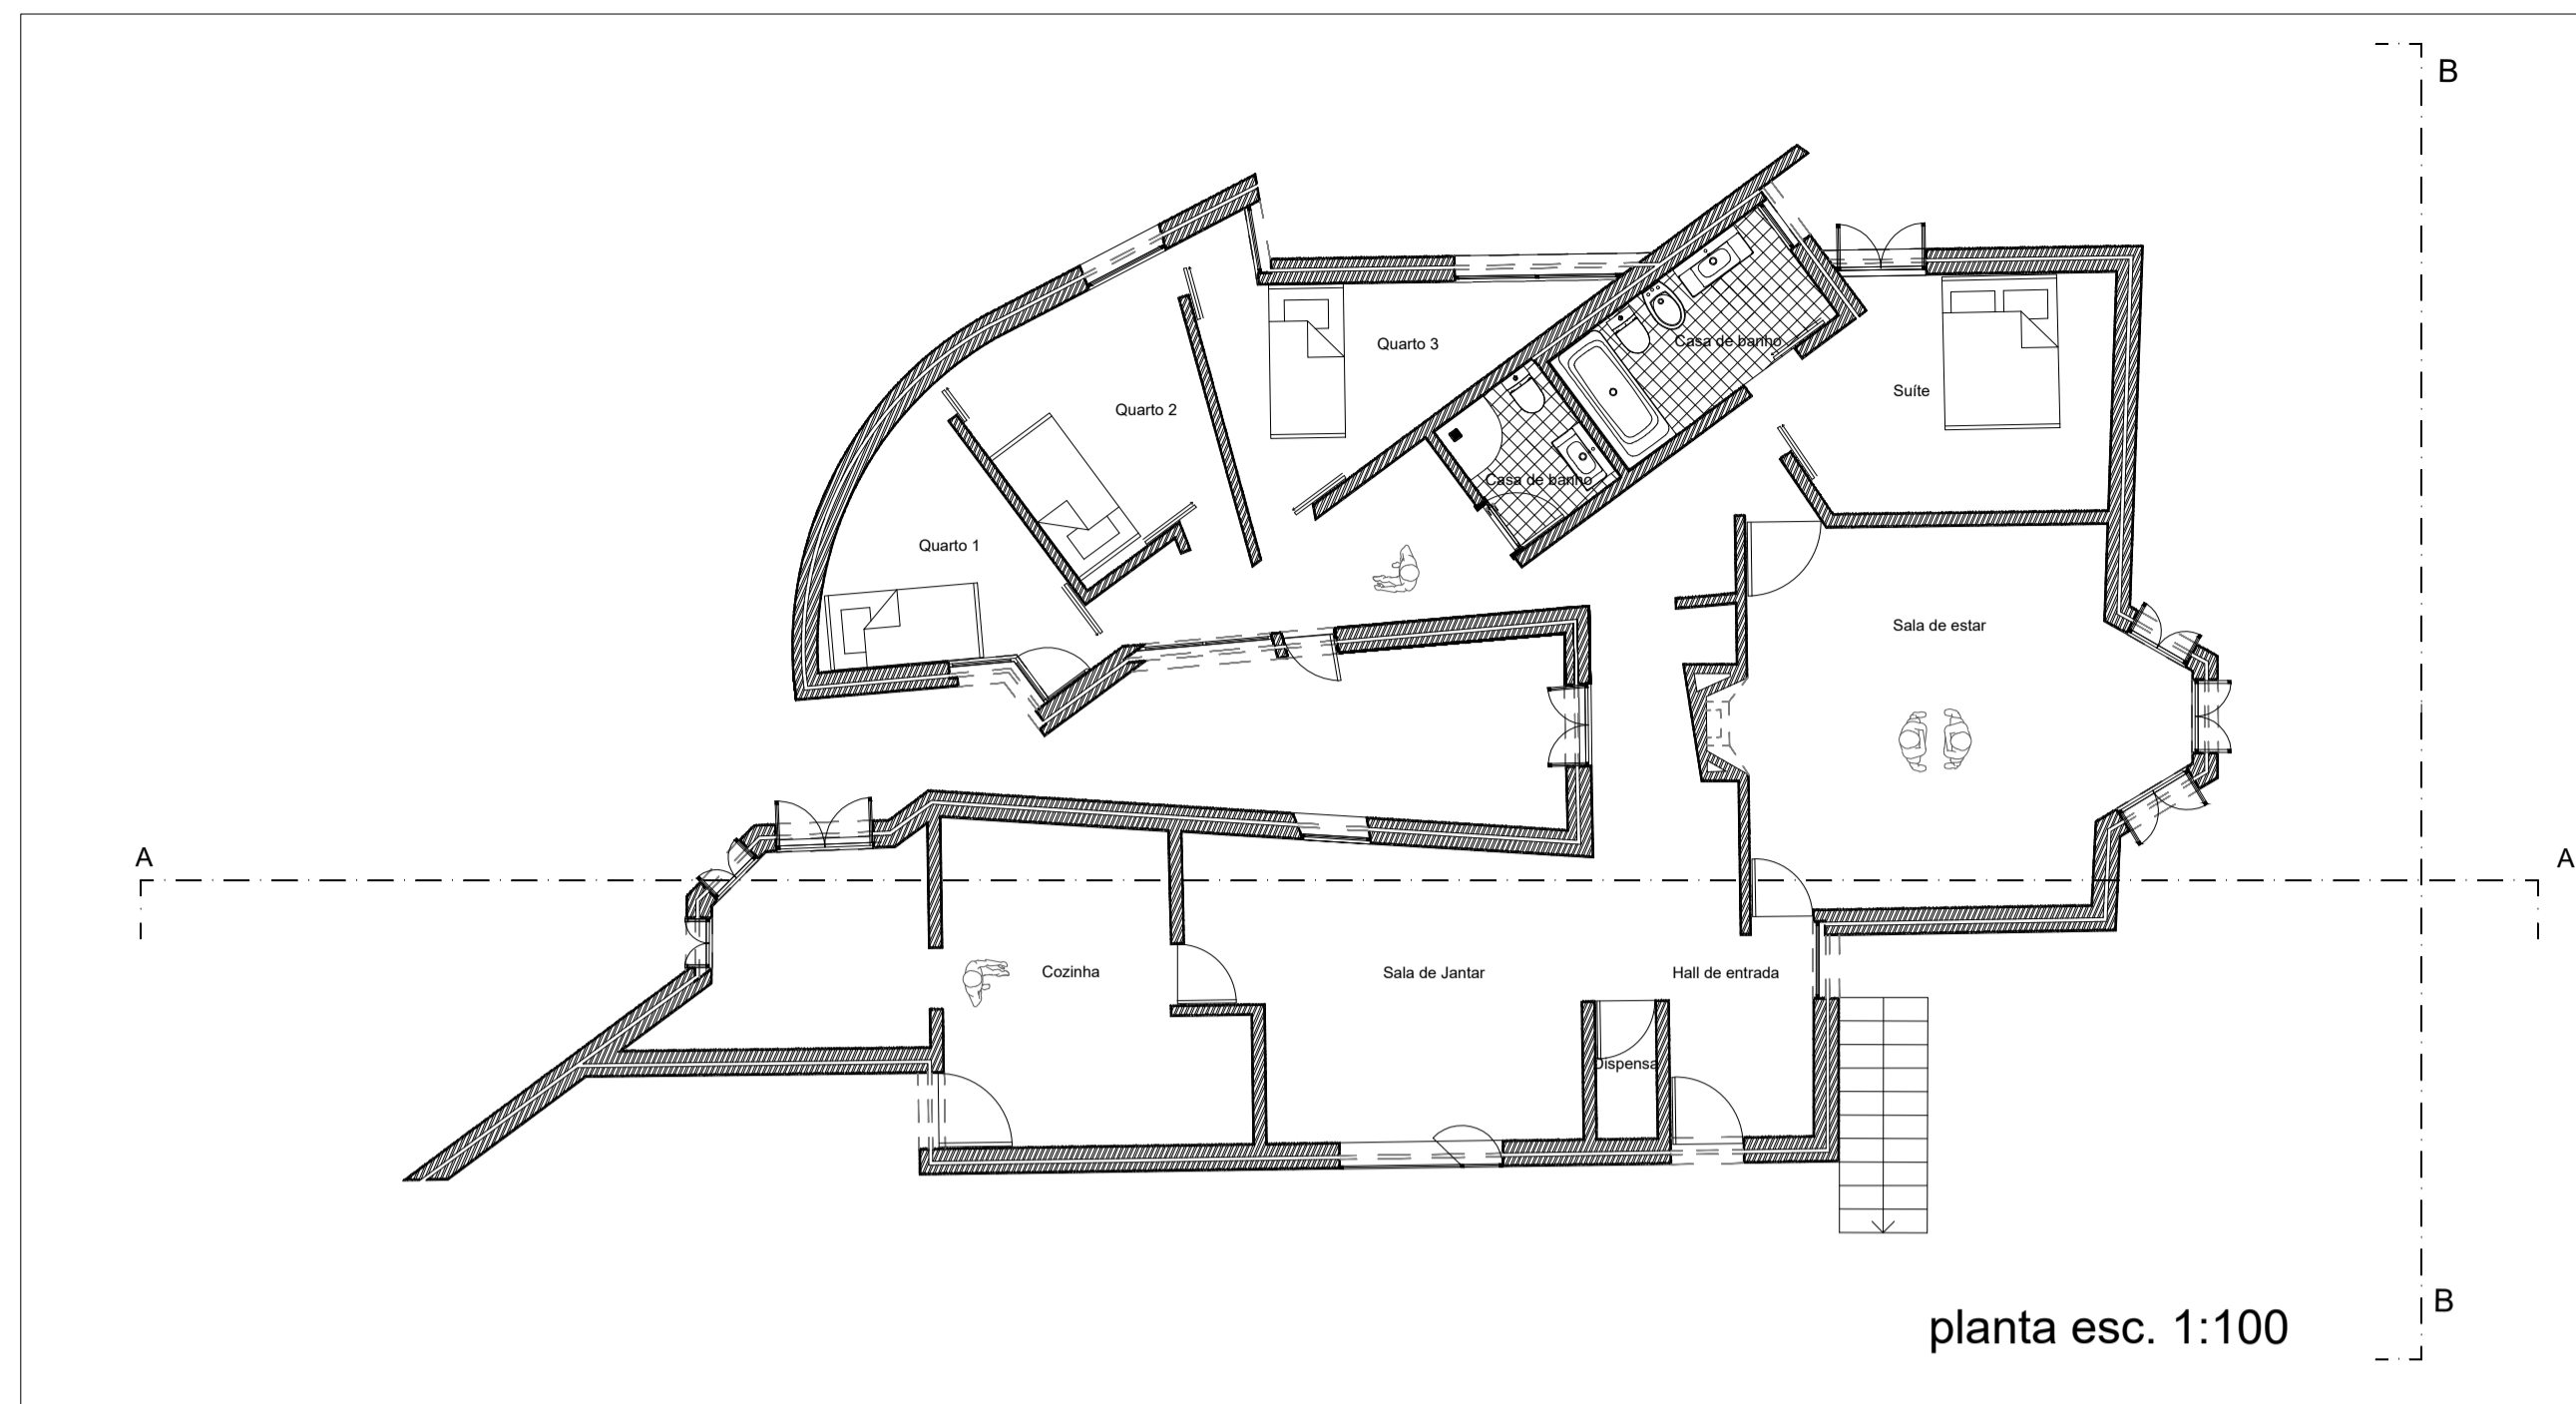 B
Quarto 3
Casa de banho
Suíte
Quarto 2
Casa de banho
Quarto 1
Sala de estar
A
A
Cozinha
Sala de Jantar
Hall de entrada
Dispensa
B
planta esc. 1:100